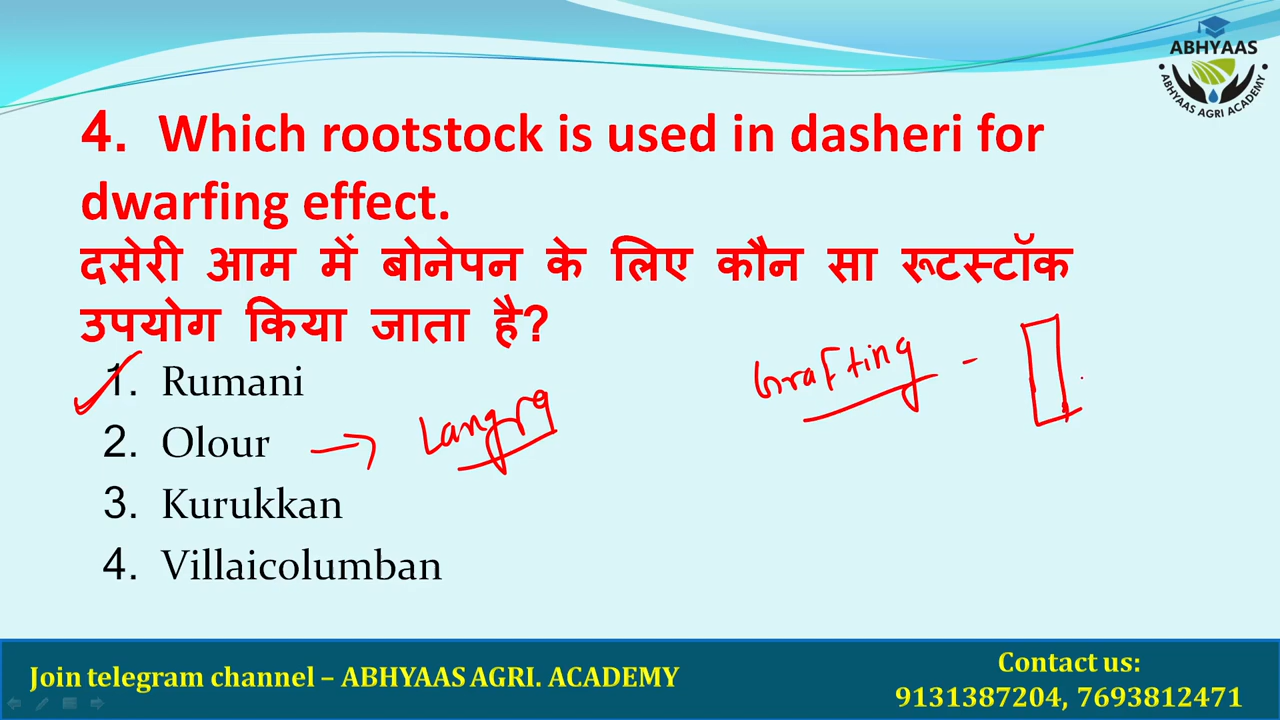 ABHYAAS
ABHYAAS AGRI ACADEMY
4. Which rootstock is used in dasheri for
dwarfing effect.
दसेरी आम में बोनेपन के लिए कौन सा रूटस्टॉक
उपयोग किया जाता है?
1. Rumani
Grafting -
2. Olour → Langra
3. Kurukkan
4. Villaicolumban
Join telegram channel – ABHYAAS AGRI. ACADEMY
Contact us:
9131387204, 7693812471